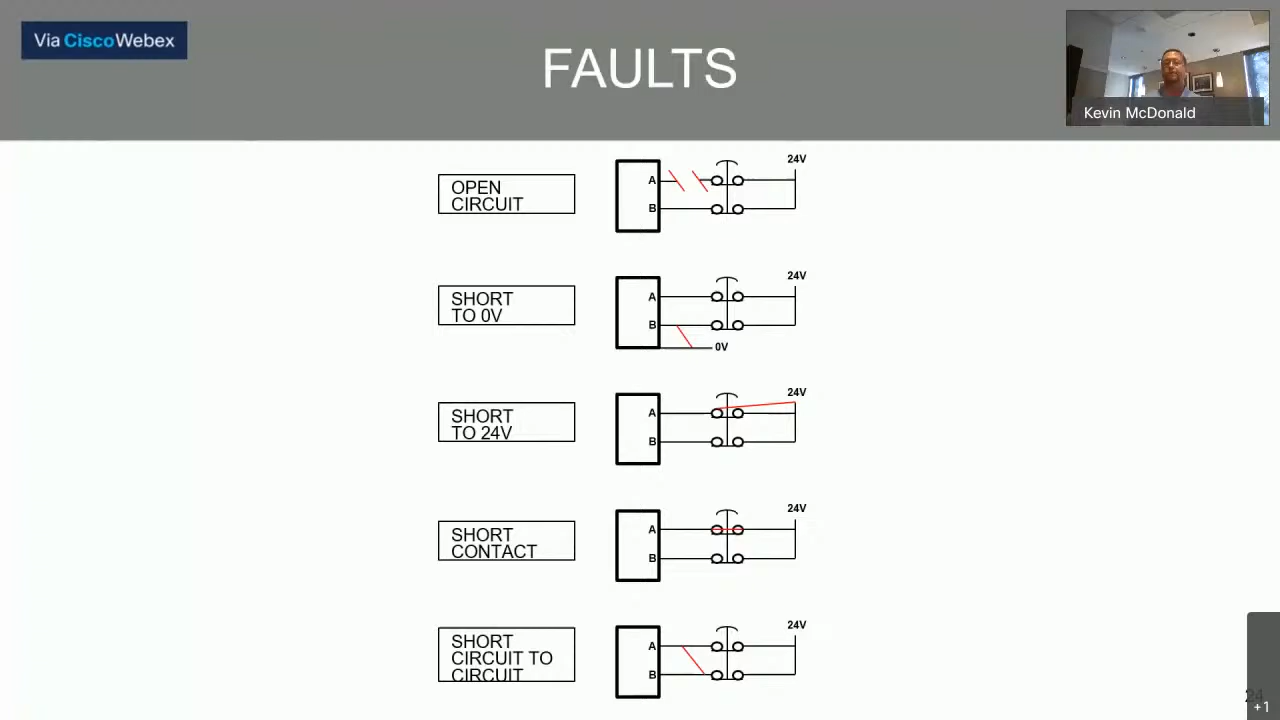 Via CiscoWebex
FAULTS
Kevin McDonald
OPEN
CIRCUIT
A
B
24V
SHORT
TO 0V
A
B
24V
0V
SHORT
TO 24V
A
B
24V
SHORT
CONTACT
A
B
24V
SHORT
CIRCUIT TO
CIRCUIT
A
B
24V
24
+1